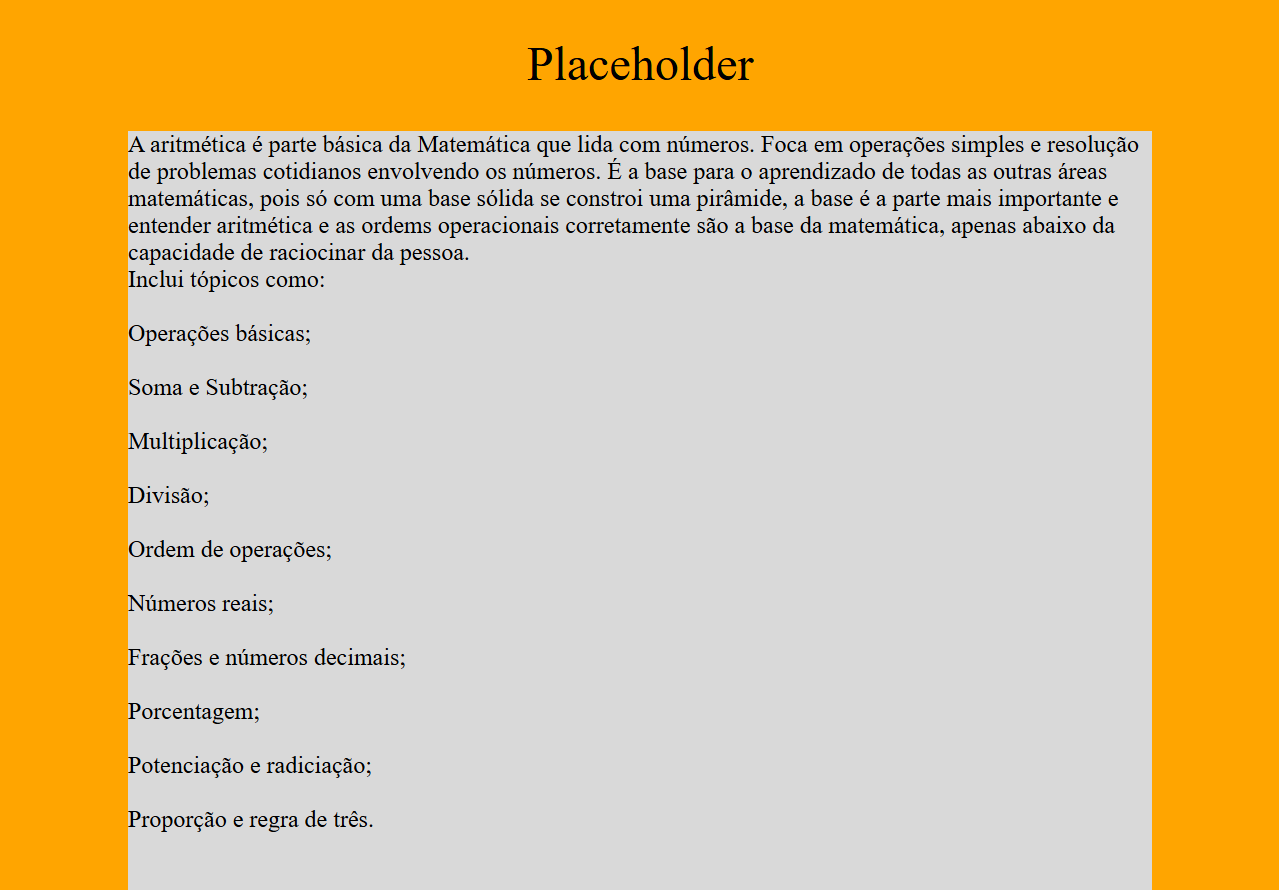 Placeholder
A aritmética é parte básica da Matemática que lida com números. Foca em operações simples e resolução
de problemas cotidianos envolvendo os números. É a base para o aprendizado de todas as outras áreas
matemáticas, pois só com uma base sólida se constroi uma pirâmide, a base é a parte mais importante e
entender aritmética e as ordems operacionais corretamente são a base da matemática, apenas abaixo da
capacidade de raciocinar da pessoa.
Inclui tópicos como:
Operações básicas;
Soma e Subtração;
Multiplicação;
Divisão;
Ordem de operações;
Números reais;
Frações e números decimais;
Porcentagem;
Potenciação e radiciação;
Proporção e regra de três.